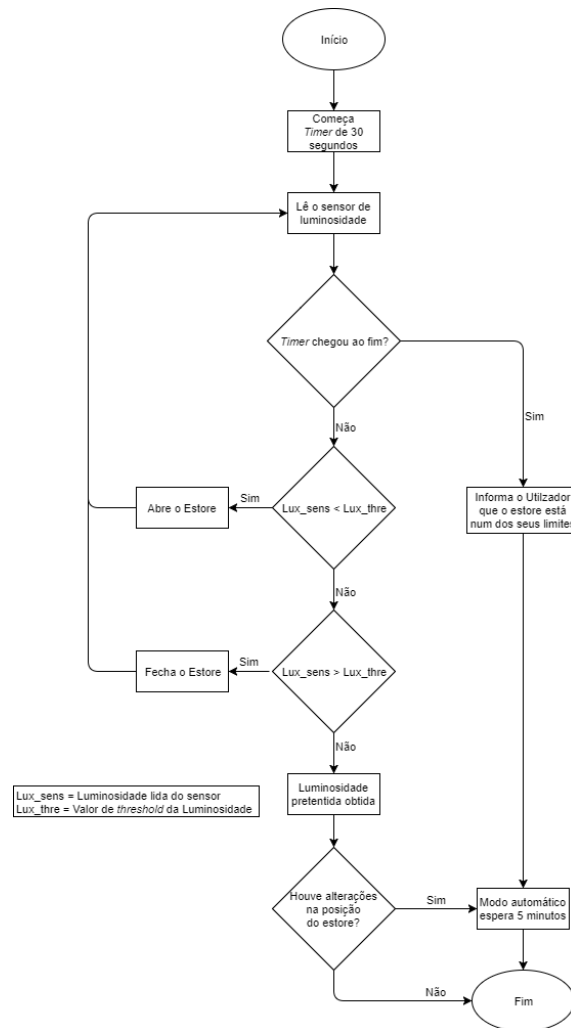 Início
Começa
Timer de 30
segundos
Lê o sensor de
luminosidade
Timer chegou ao fim?
Sim
Não
Informa o Utilzador
que o estore está
num dos seus limites
Abre o Estore
Sim
Lux_sens < Lux_thre
Não
Fecha o Estore
Sim
Lux_sens > Lux_thre
Não
Lux_sens = Luminosidade lida do sensor
Lux_thre = Valor de threshold da Luminosidade
Luminosidade
pretentida obtida
Houve alterações
na posição
do estore?
Sim
Modo automático
espera 5 minutos
Não
Fim